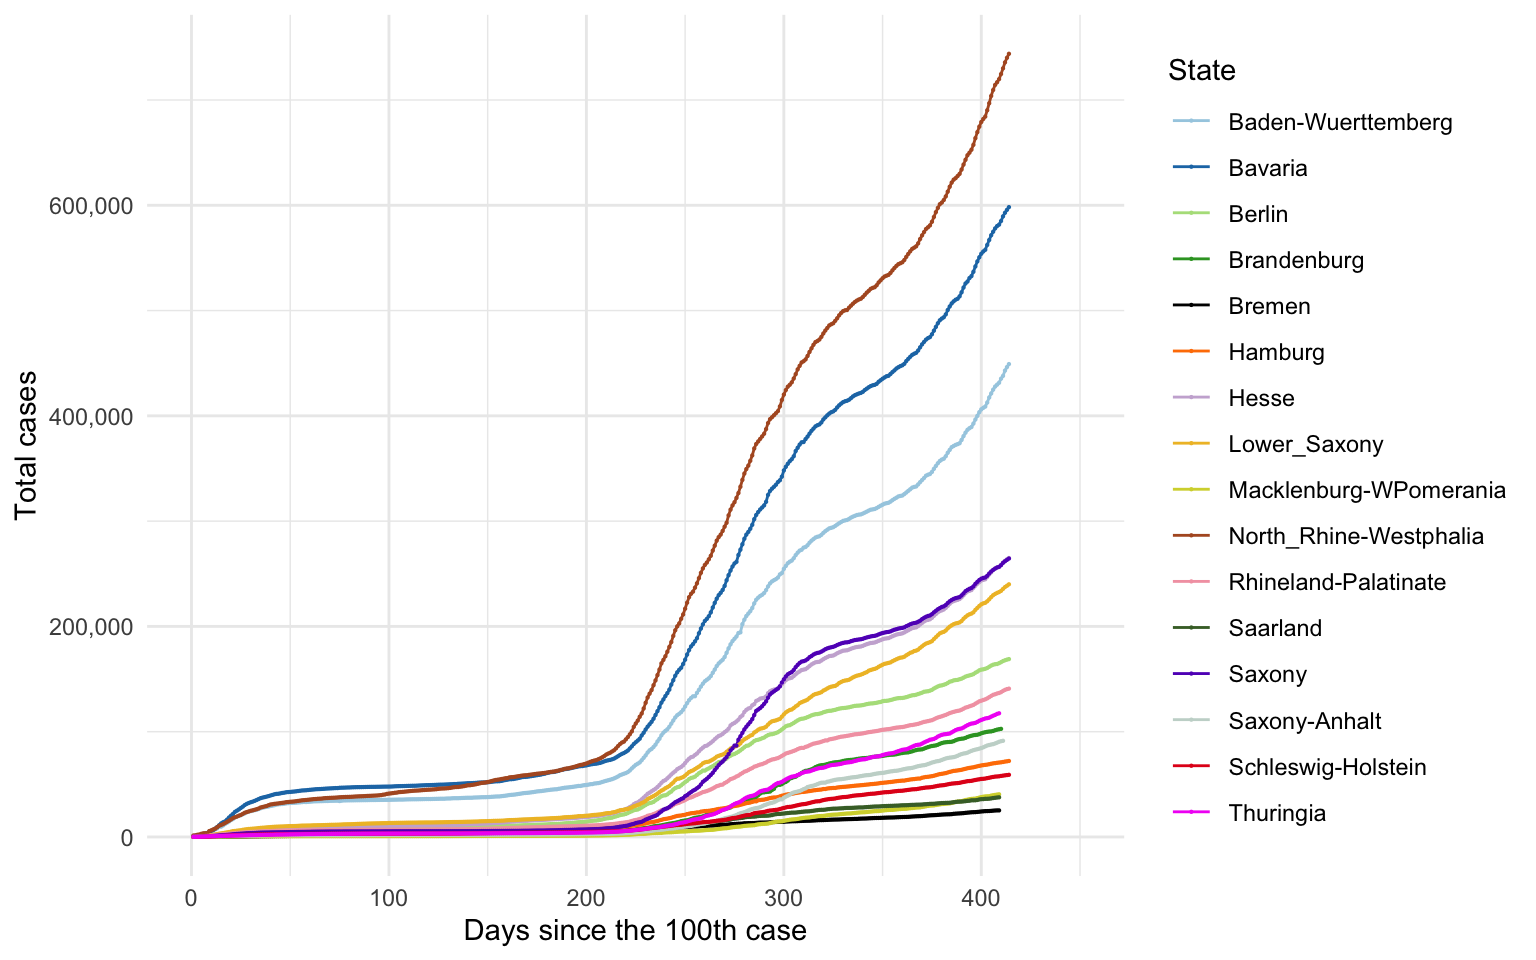 State
Baden-Wuerttemberg
Bavaria
Berlin
Brandenburg
Bremen
Hamburg
Hesse
Lower_Saxony
Macklenburg-WPomerania
North_Rhine-Westphalia
Rhineland-Palatinate
Saarland
Saxony
Saxony-Anhalt
Schleswig-Holstein
Thuringia
Total cases
600,000
400,000
200,000
0
0 100 200 300 400
Days since the 100th case